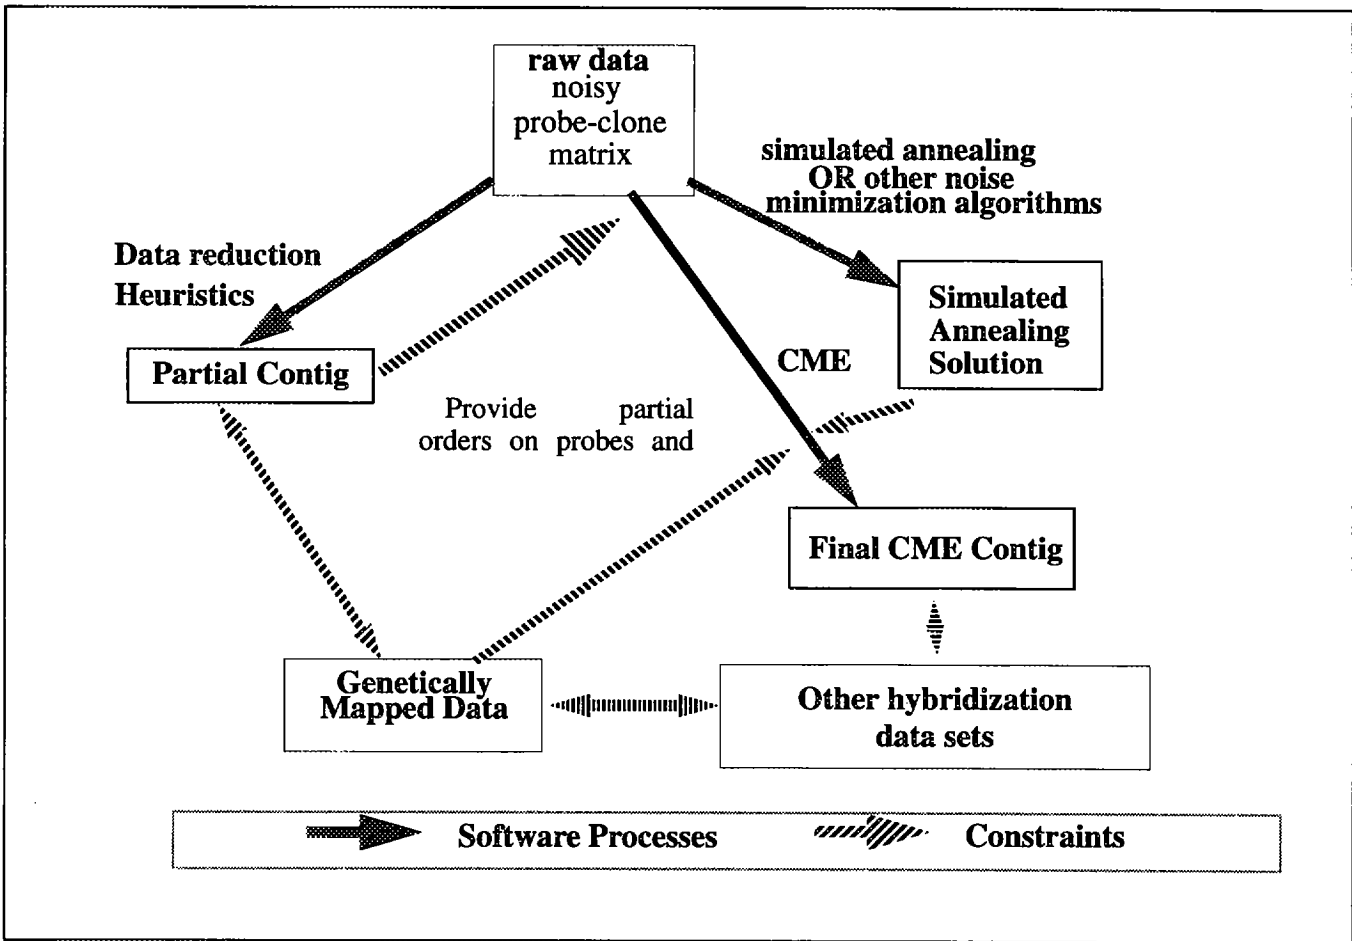 raw data
noisy
probe-clone
matrix
simulated annealing
OR other noise
minimization algorithms
Data reduction
Heuristics
Simulated
Annealing
Solution
Partial Contig
CME
Provide partial
orders on probes and
Final CME Contig
Genetically
Mapped Data
Other hybridization
data sets
Software Processes
Constraints